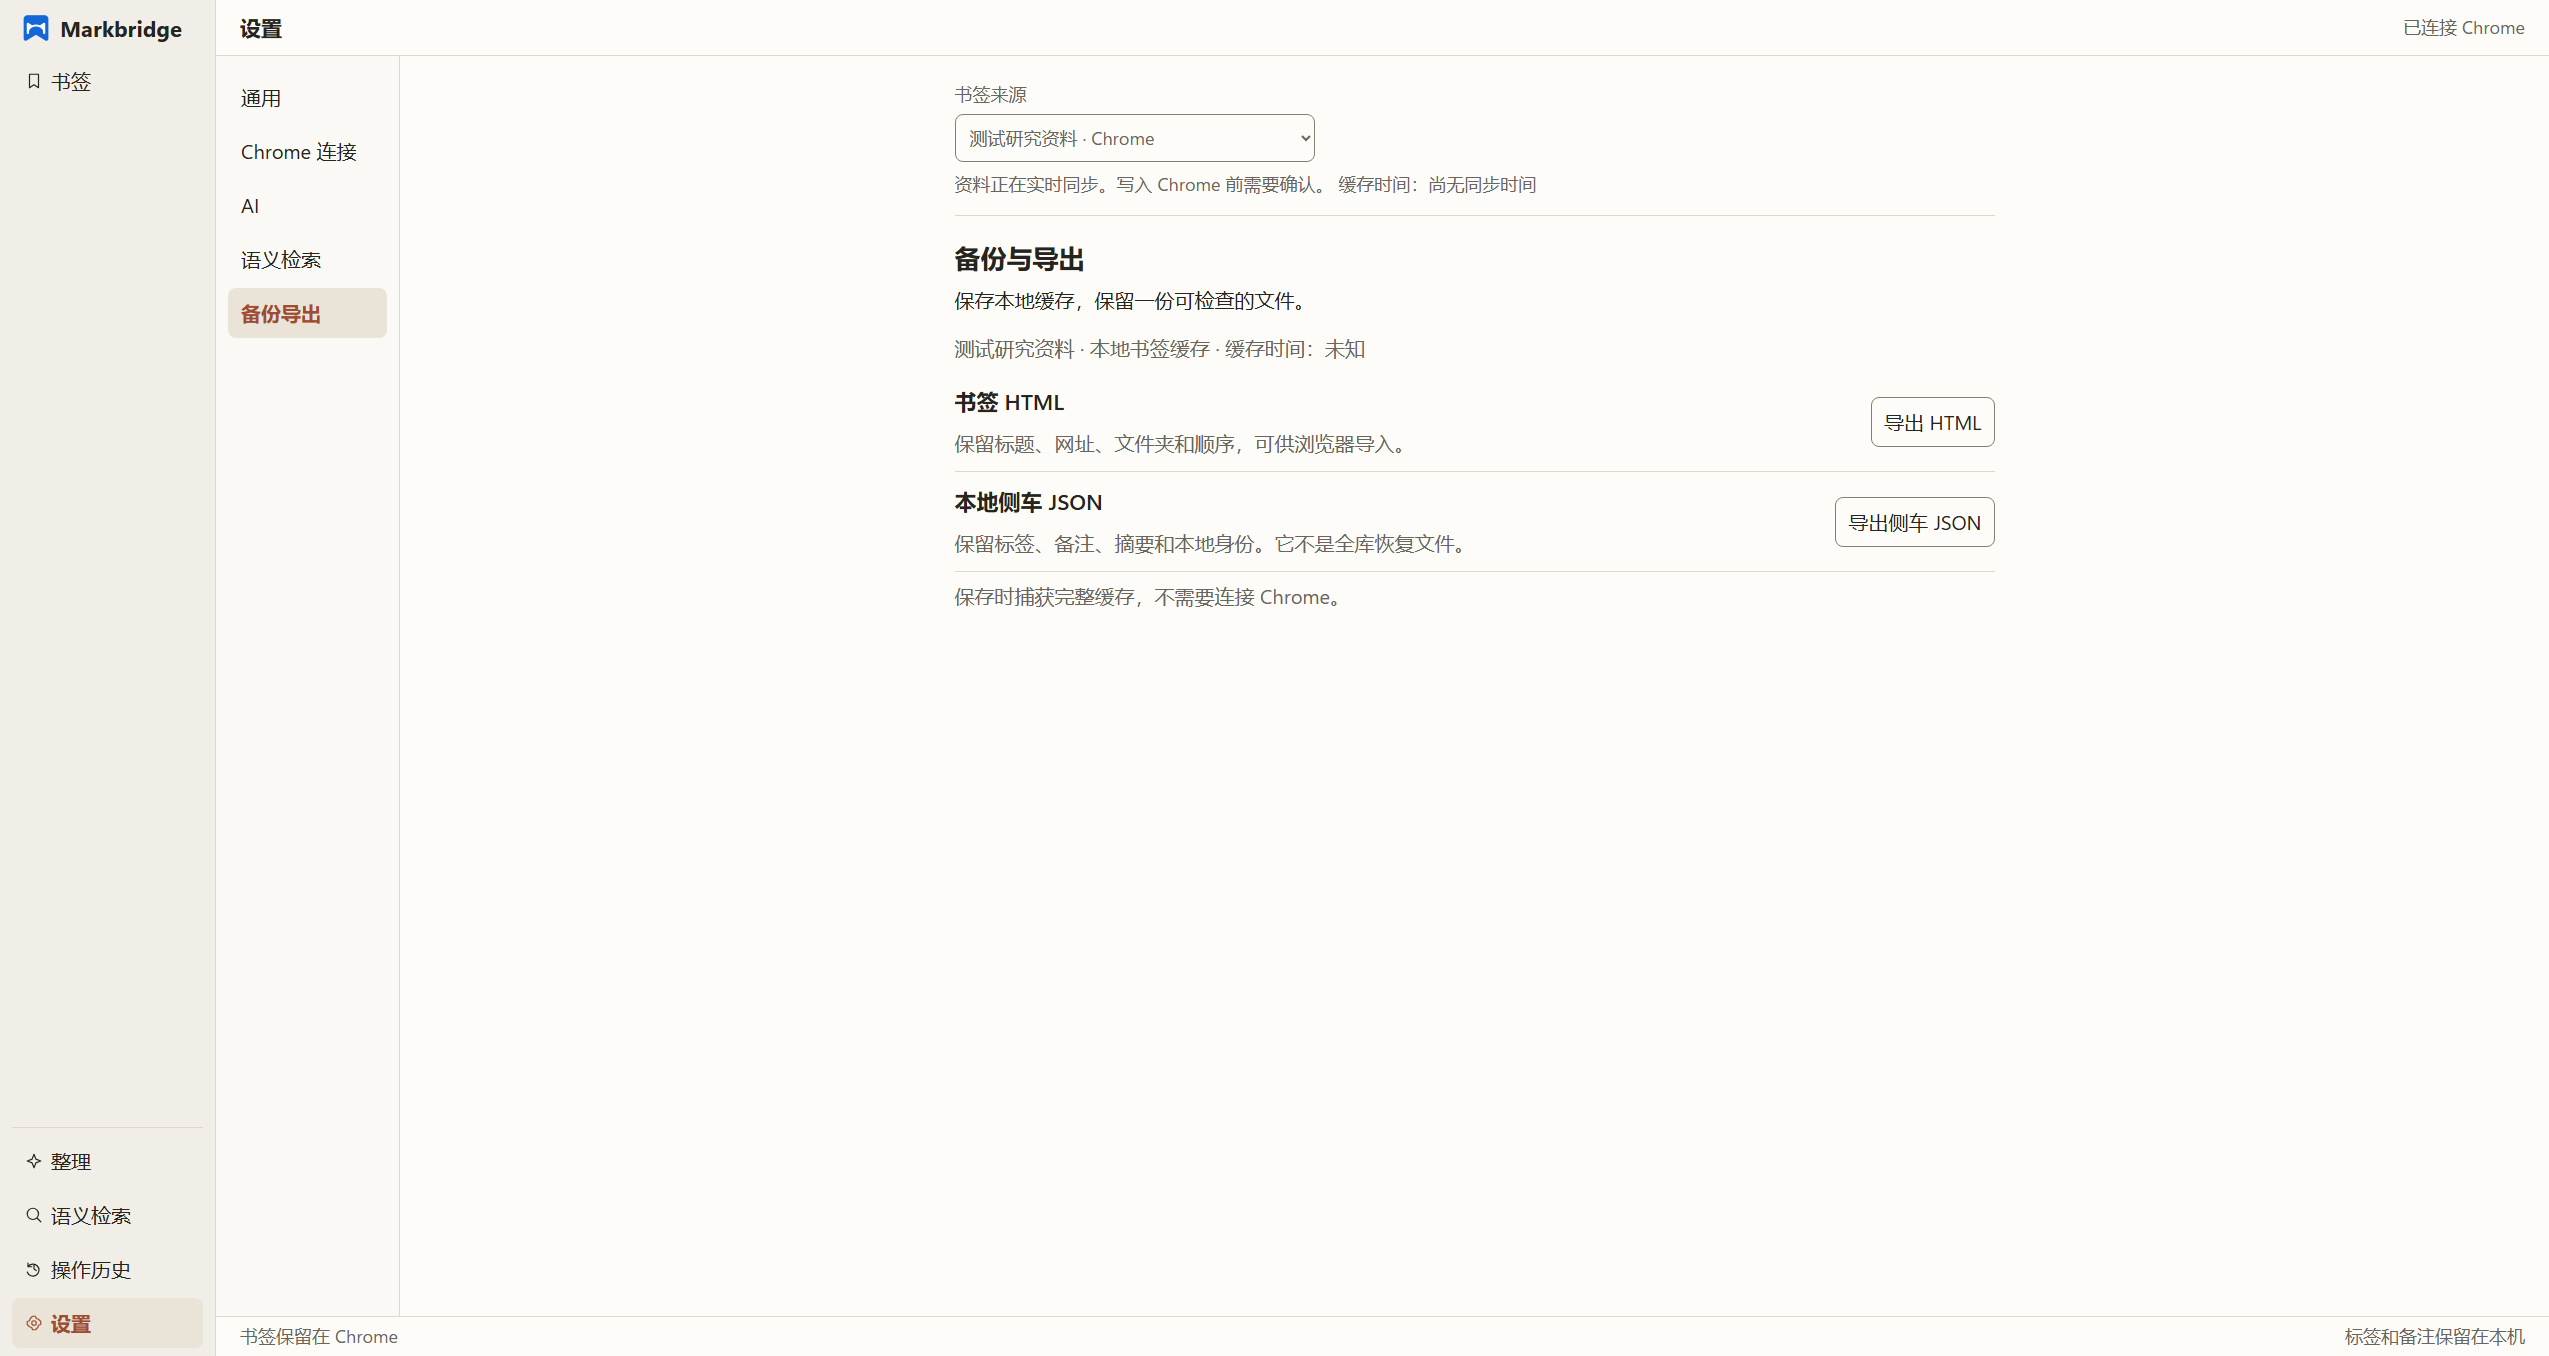 Markbridge
书签
整理
语义检索
操作历史
设置
设置
已连接 Chrome
通用
Chrome 连接
AI
语义检索
备份导出
书签来源
测试研究资料 · Chrome
资料正在实时同步。写入 Chrome 前需要确认。 缓存时间：尚无同步时间
备份与导出
保存本地缓存，保留一份可检查的文件。
测试研究资料 · 本地书签缓存 · 缓存时间：未知
书签 HTML
保留标题、网址、文件夹和顺序，可供浏览器导入。
导出 HTML
本地侧车 JSON
保留标签、备注、摘要和本地身份。它不是全库恢复文件。
导出侧车 JSON
保存时捕获完整缓存，不需要连接 Chrome。
书签保留在 Chrome
标签和备注保留在本机